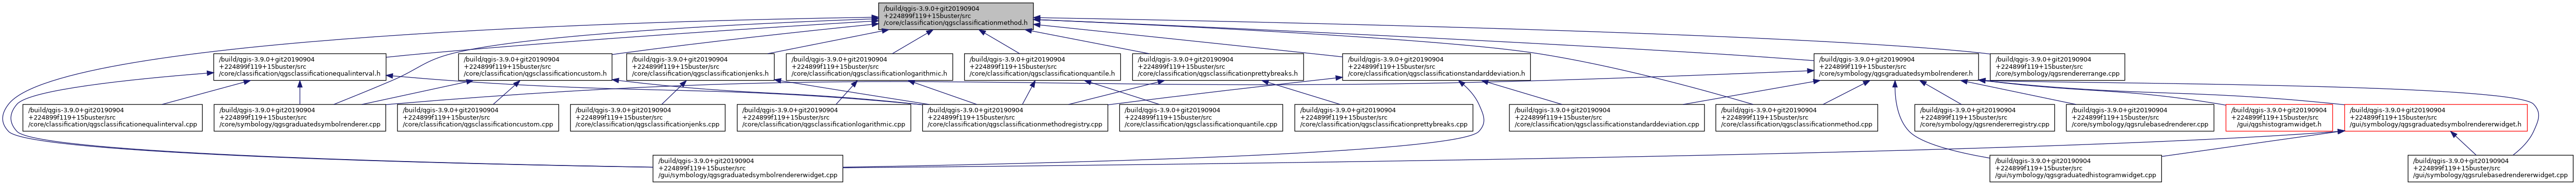 /build/qgis-3.9.0+git20190904
+224899f119+15buster/src
/core/classification/qgsclassificationmethod.h
/build/qgis-3.9.0+git20190904
+224899f119+15buster/src
/core/classification/qgsclassificationequalinterval.h
/build/qgis-3.9.0+git20190904
+224899f119+15buster/src
/core/classification/qgsclassificationcustom.h
/build/qgis-3.9.0+git20190904
+224899f119+15buster/src
/core/classification/qgsclassificationjenks.h
/build/qgis-3.9.0+git20190904
+224899f119+15buster/src
/core/classification/qgsclassificationlogarithmic.h
/build/qgis-3.9.0+git20190904
+224899f119+15buster/src
/core/classification/qgsclassificationquantile.h
/build/qgis-3.9.0+git20190904
+224899f119+15buster/src
/core/classification/qgsclassificationprettybreaks.h
/build/qgis-3.9.0+git20190904
+224899f119+15buster/src
/core/classification/qgsclassificationstandarddeviation.h
/build/qgis-3.9.0+git20190904
+224899f119+15buster/src
/core/symbology/qgsgraduatedsymbolrenderer.h
/build/qgis-3.9.0+git20190904
+224899f119+15buster/src
/core/symbology/qgsrendererrange.cpp
/build/qgis-3.9.0+git20190904
+224899f119+15buster/src
/core/classification/qgsclassificationequalinterval.cpp
/build/qgis-3.9.0+git20190904
+224899f119+15buster/src
/core/symbology/qgsgraduatedsymbolrenderer.cpp
/build/qgis-3.9.0+git20190904
+224899f119+15buster/src
/core/classification/qgsclassificationcustom.cpp
/build/qgis-3.9.0+git20190904
+224899f119+15buster/src
/core/classification/qgsclassificationjenks.cpp
/build/qgis-3.9.0+git20190904
+224899f119+15buster/src
/core/classification/qgsclassificationlogarithmic.cpp
/build/qgis-3.9.0+git20190904
+224899f119+15buster/src
/core/classification/qgsclassificationmethodregistry.cpp
/build/qgis-3.9.0+git20190904
+224899f119+15buster/src
/core/classification/qgsclassificationquantile.cpp
/build/qgis-3.9.0+git20190904
+224899f119+15buster/src
/core/classification/qgsclassificationprettybreaks.cpp
/build/qgis-3.9.0+git20190904
+224899f119+15buster/src
/core/classification/qgsclassificationstandarddeviation.cpp
/build/qgis-3.9.0+git20190904
+224899f119+15buster/src
/core/classification/qgsclassificationmethod.cpp
/build/qgis-3.9.0+git20190904
+224899f119+15buster/src
/core/symbology/qgsrendererregistry.cpp
/build/qgis-3.9.0+git20190904
+224899f119+15buster/src
/core/symbology/qgsrulebasedrenderer.cpp
/build/qgis-3.9.0+git20190904
+224899f119+15buster/src
/gui/qgshistogramwidget.h
/build/qgis-3.9.0+git20190904
+224899f119+15buster/src
/gui/symbology/qgsgraduatedsymbolrendererwidget.h
/build/qgis-3.9.0+git20190904
+224899f119+15buster/src
/gui/symbology/qgsgraduatedsymbolrendererwidget.cpp
/build/qgis-3.9.0+git20190904
+224899f119+15buster/src
/gui/symbology/qgsgraduatedhistogramwidget.cpp
/build/qgis-3.9.0+git20190904
+224899f119+15buster/src
/gui/symbology/qgsrulebasedrendererwidget.cpp